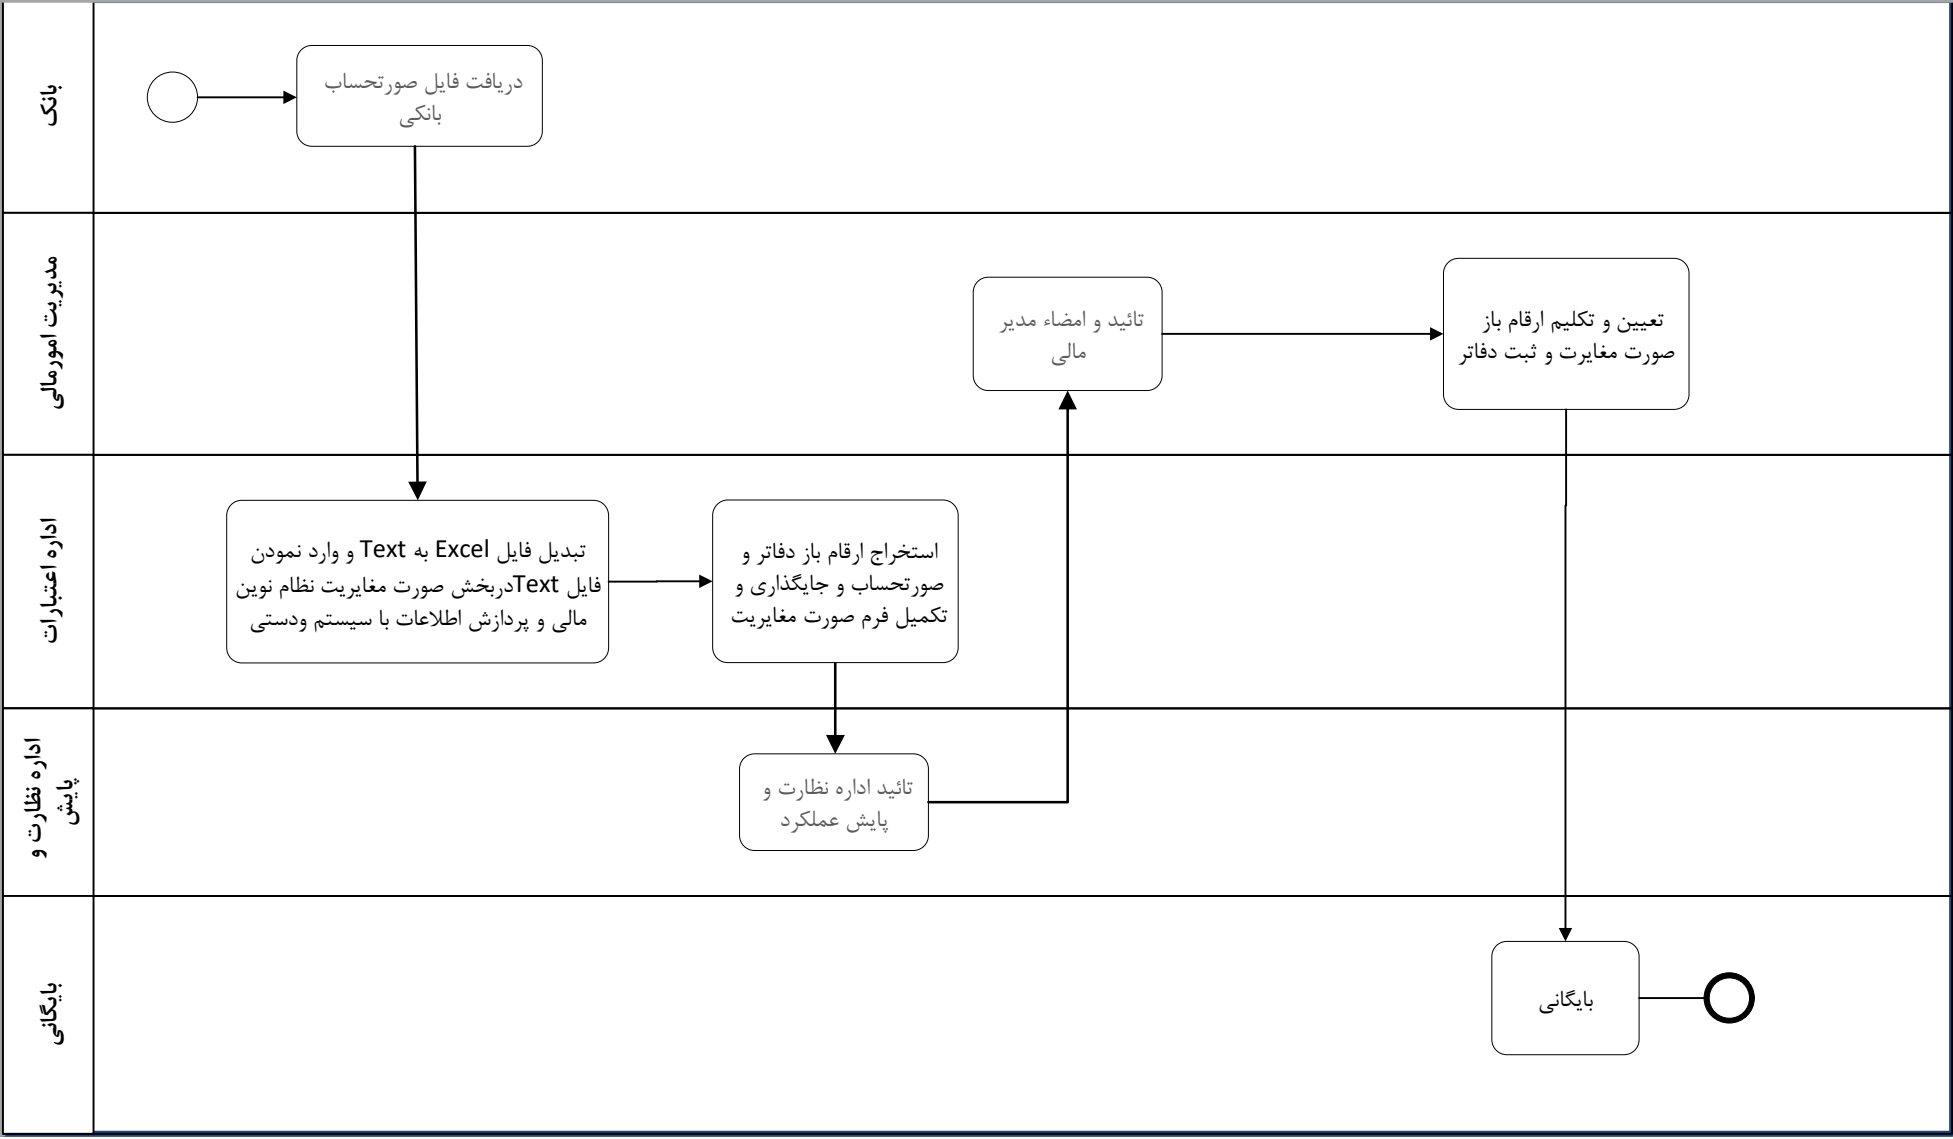 بانک
دریافت فایل صورتحساب
بانکی
مدیریت امورمالی
تائید و امضاء مدیر
مالی
تعیین و تکلیم ارقام باز
صورت مغایرت و ثبت دفاتر
اداره اعتبارات
تبدیل فایل Excel به Text و وارد نمودن
فایل Textدربخش صورت مغایریت نظام نوین
مالی و پردازش اطلاعات با سیستم ودستی
استخراج ارقام باز دفاتر و
صورتحساب و جایگذاری و
تکمیل فرم صورت مغایریت
اداره نظارت و
پایش
تائید اداره نظارت و
پایش عملکرد
بایگانی
بایگانی